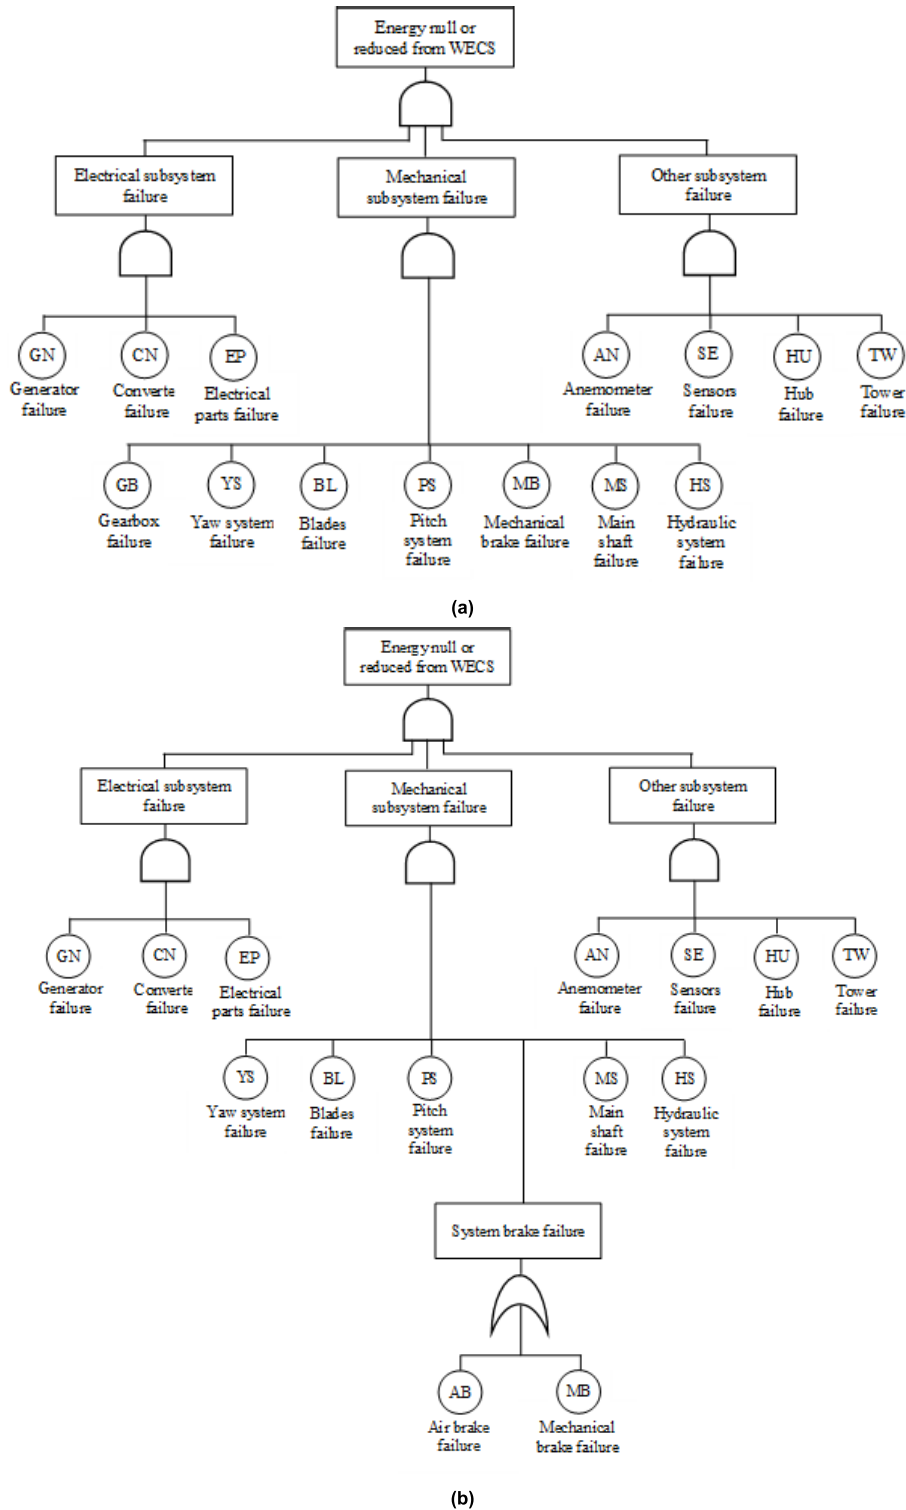 Energy null or
reduced from WECS
Electrical subsystem
failure
Mechanical
subsystem failure
Other subsystem
failure
GN
CN
EP
AN
SE
HU
TW
Generator
failure
Converte
failure
Electrical
parts failure
Anemometer
failure
Sensors
failure
Hub
failure
Tower
failure
GB
YS
BL
PS
MB
MS
HS
Gearbox
failure
Yaw system
failure
Blades
failure
Pitch
system
failure
Mechanical
brake failure
Main
shaft
failure
Hydraulic
system
failure
(a)
Energy null or
reduced from WECS
Electrical subsystem
failure
Mechanical
subsystem failure
Other subsystem
failure
GN
CN
EP
AN
SE
HU
TW
Generator
failure
Converte
failure
Electrical
parts failure
Anemometer
failure
Sensors
failure
Hub
failure
Tower
failure
YS
BL
PS
MS
HS
Yaw system
failure
Blades
failure
Pitch
system
failure
Main
shaft
failure
Hydraulic
system
failure
System brake failure
AB
MB
Air brake
failure
Mechanical
brake failure
(b)